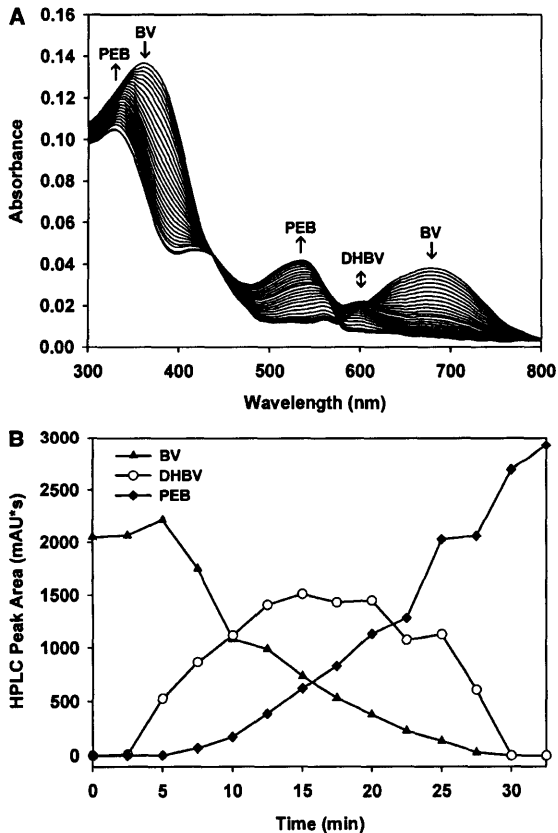 A
0.16
0.14
0.12
0.10
0.08
0.06
0.04
0.02
0.00
Absorbance
PEB
BV
PEB
DHBV
BV
300 400 500 600 700 800
Wavelength (nm)
B
3000
2500
2000
1500
1000
500
0
HPLC Peak Area (mAU*s)
BV
DHBV
PEB
0 5 10 15 20 25 30
Time (min)